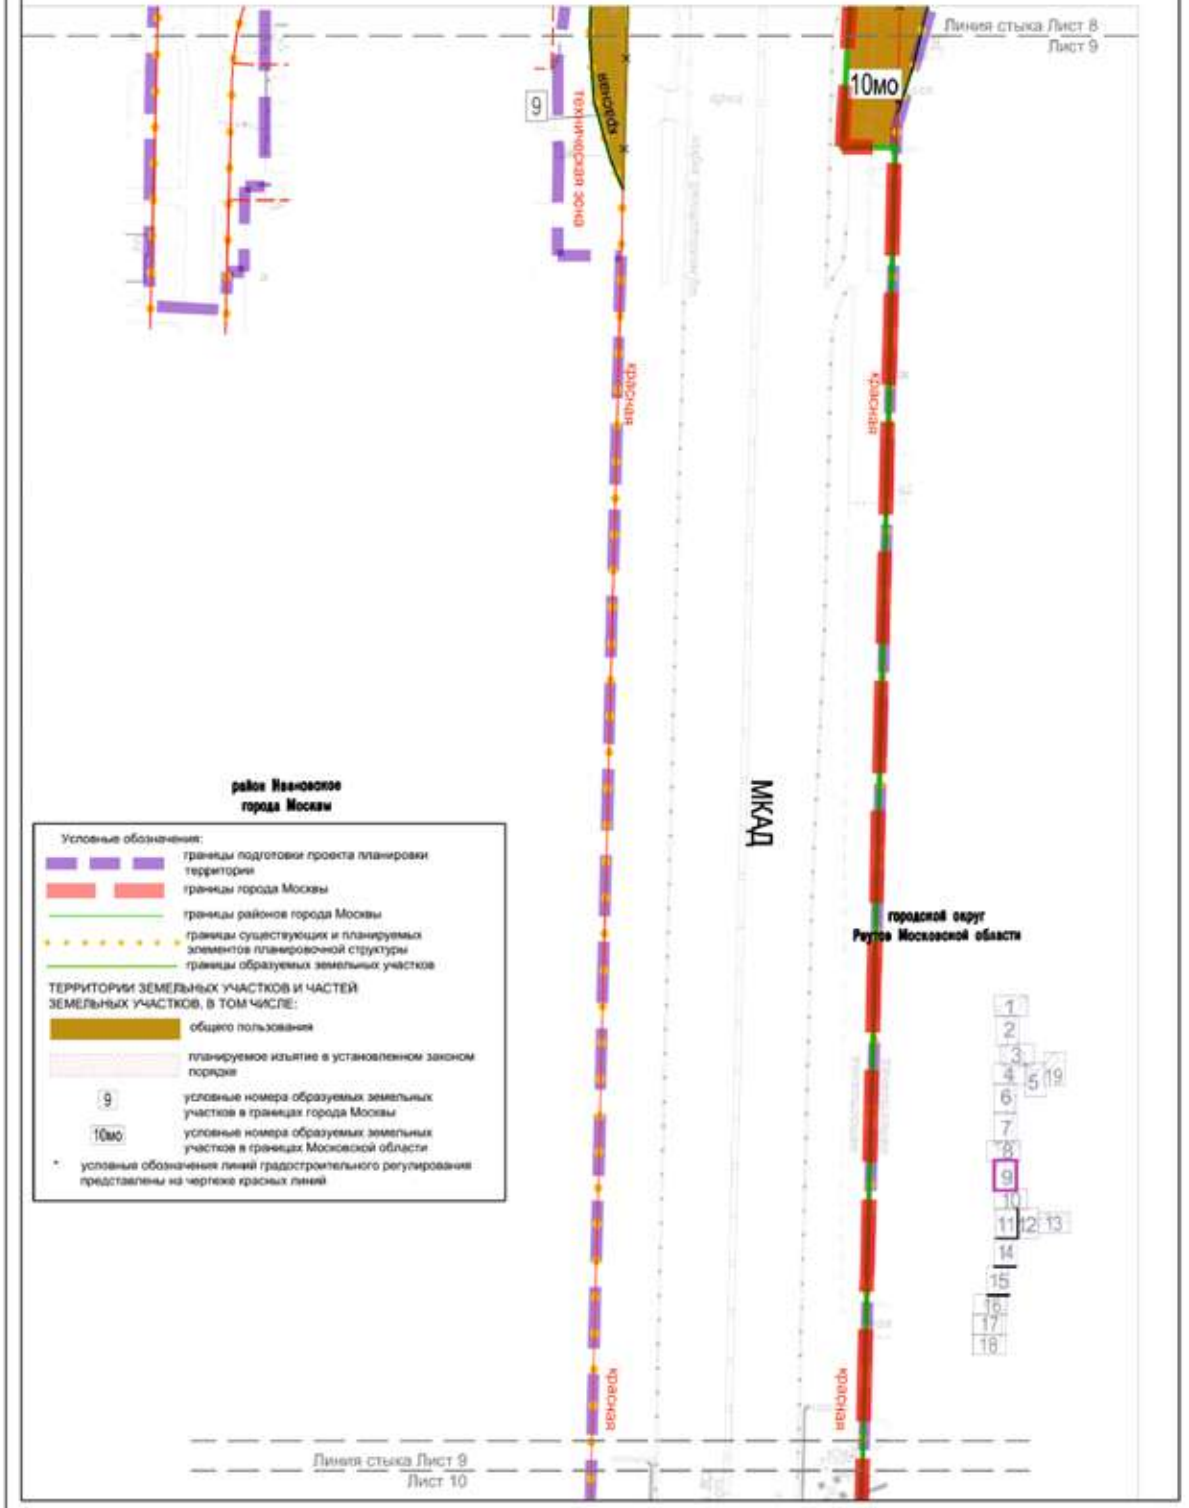 Линия стыка Лист 8
Лист 9
10мо
9
красная
техническая зона
красная
красная
МКАД
район Ивановское
города Москвы
Условные обозначения:
границы подготовки проекта планировки
территории
границы города Москвы
границы районов города Москвы
границы существующих и планируемых
элементов планировочной структуры
границы образуемых земельных участков
ТЕРРИТОРИИ ЗЕМЕЛЬНЫХ УЧАСТКОВ И ЧАСТЕЙ
ЗЕМЕЛЬНЫХ УЧАСТКОВ, В ТОМ ЧИСЛЕ:
общего пользования
планируемое изъятие в установленном законом
порядке
9
условные номера образуемых земельных
участков в границах города Москвы
10мо
условные номера образуемых земельных
участков в границах Московской области
* условные обозначения линий градостроительного регулирования
представлены на чертеже красных линий
городской округ
Реутов Московской области
1
2
3
4 5 19
6
7
8
9
10
11 12 13
14
15
16
17
18
красная
красная
Линия стыка Лист 9
Лист 10